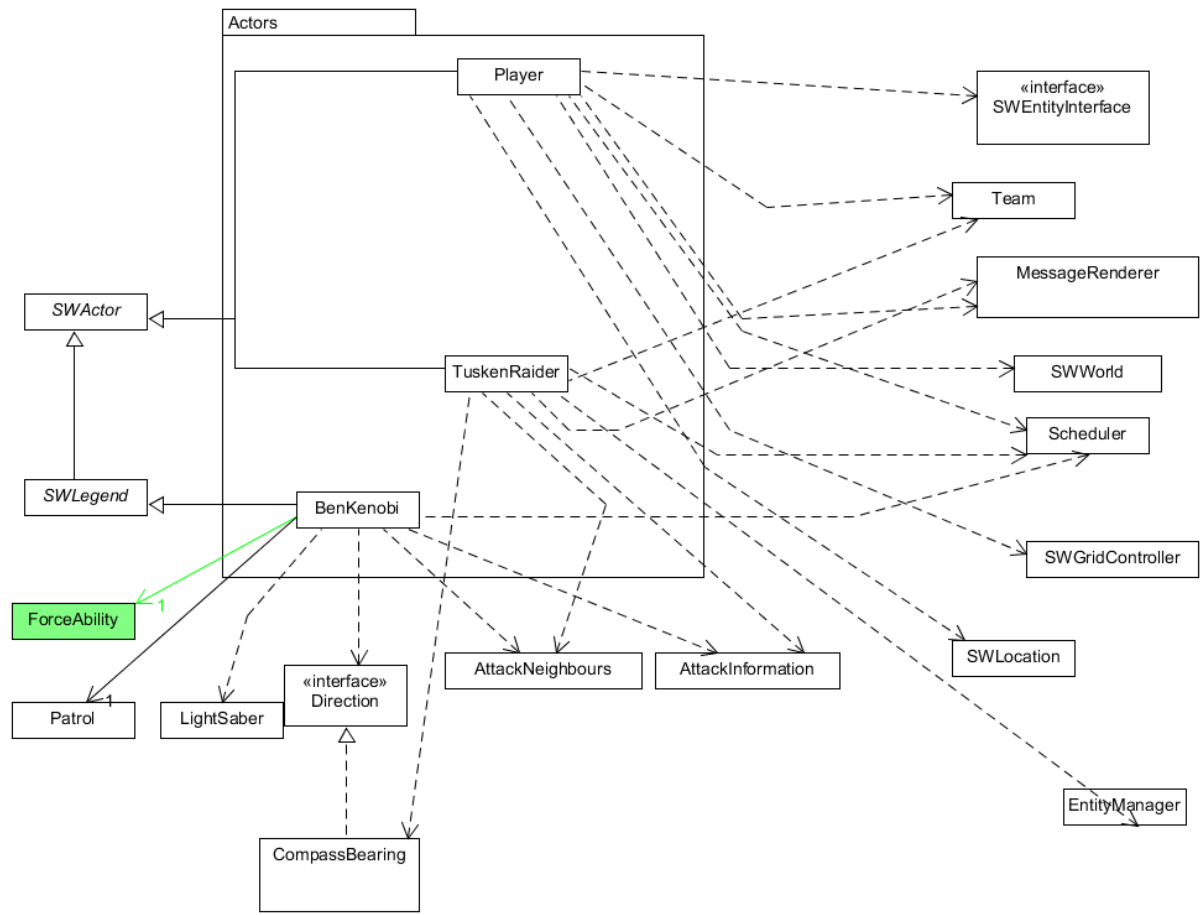 Actors
Player
«interface»
SWEntityInterface
Team
MessageRenderer
SWActor
TuskenRaider
SWWorld
Scheduler
SWLegend
BenKenobi
SWGridController
ForceAbility
1
AttackNeighbours
AttackInformation
SWLocation
«interface»
Direction
1
Patrol
LightSaber
EntityManager
CompassBearing